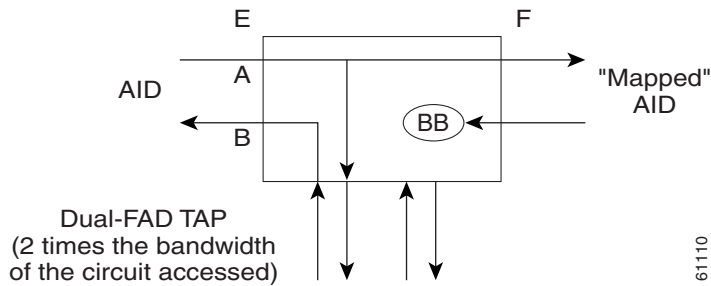 E
F
A
AID
"Mapped"
AID
BB
B
Dual-FAD TAP
(2 times the bandwidth
of the circuit accessed)
61110